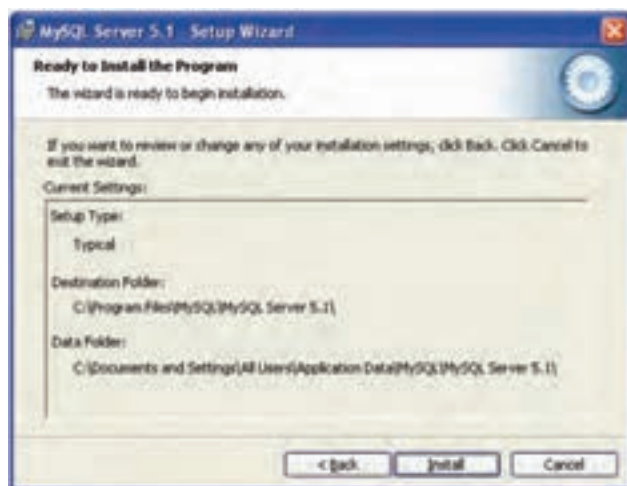 MySQL Server 5.1 - Setup Wizard
Ready to Install the Program
The wizard is ready to begin installation.
If you want to review or change any of your installation settings, click Back. Click Cancel to
exit the wizard.
Current Settings:
Setup Type:
Typical
Destination Folder:
C:\Program Files\MySQL\MySQL Server 5.1\
Data Folder:
C:\Documents and Settings\All Users\Application Data\MySQL\MySQL Server 5.1\
< Back
Install
Cancel